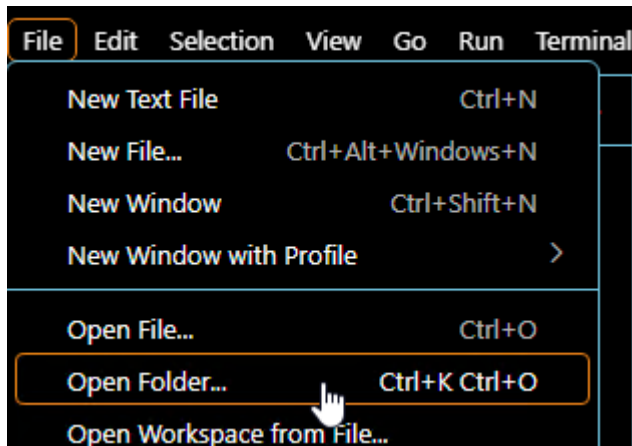 File Edit Selection View Go Run Terminal
New Text File Ctrl+N
New File... Ctrl+Alt+Windows+N
New Window Ctrl+Shift+N
New Window with Profile
Open File... Ctrl+O
Open Folder... Ctrl+K Ctrl+O
Open Workspace from File...